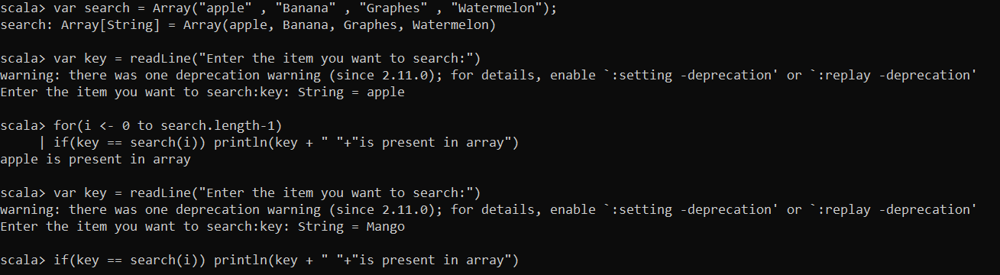 scala> var search = Array("apple" , "Banana" , "Graphes" , "Watermelon");
search: Array[String] = Array(apple, Banana, Graphes, Watermelon)
scala> var key = readLine("Enter the item you want to search:")
warning: there was one deprecation warning (since 2.11.0); for details, enable `:setting -deprecation' or `:replay -deprecation'
Enter the item you want to search:key: String = apple
scala> for(i <- 0 to search.length-1)
     | if(key == search(i)) println(key + " "+"is present in array")
apple is present in array
scala> var key = readLine("Enter the item you want to search:")
warning: there was one deprecation warning (since 2.11.0); for details, enable `:setting -deprecation' or `:replay -deprecation'
Enter the item you want to search:key: String = Mango
scala> if(key == search(i)) println(key + " "+"is present in array")